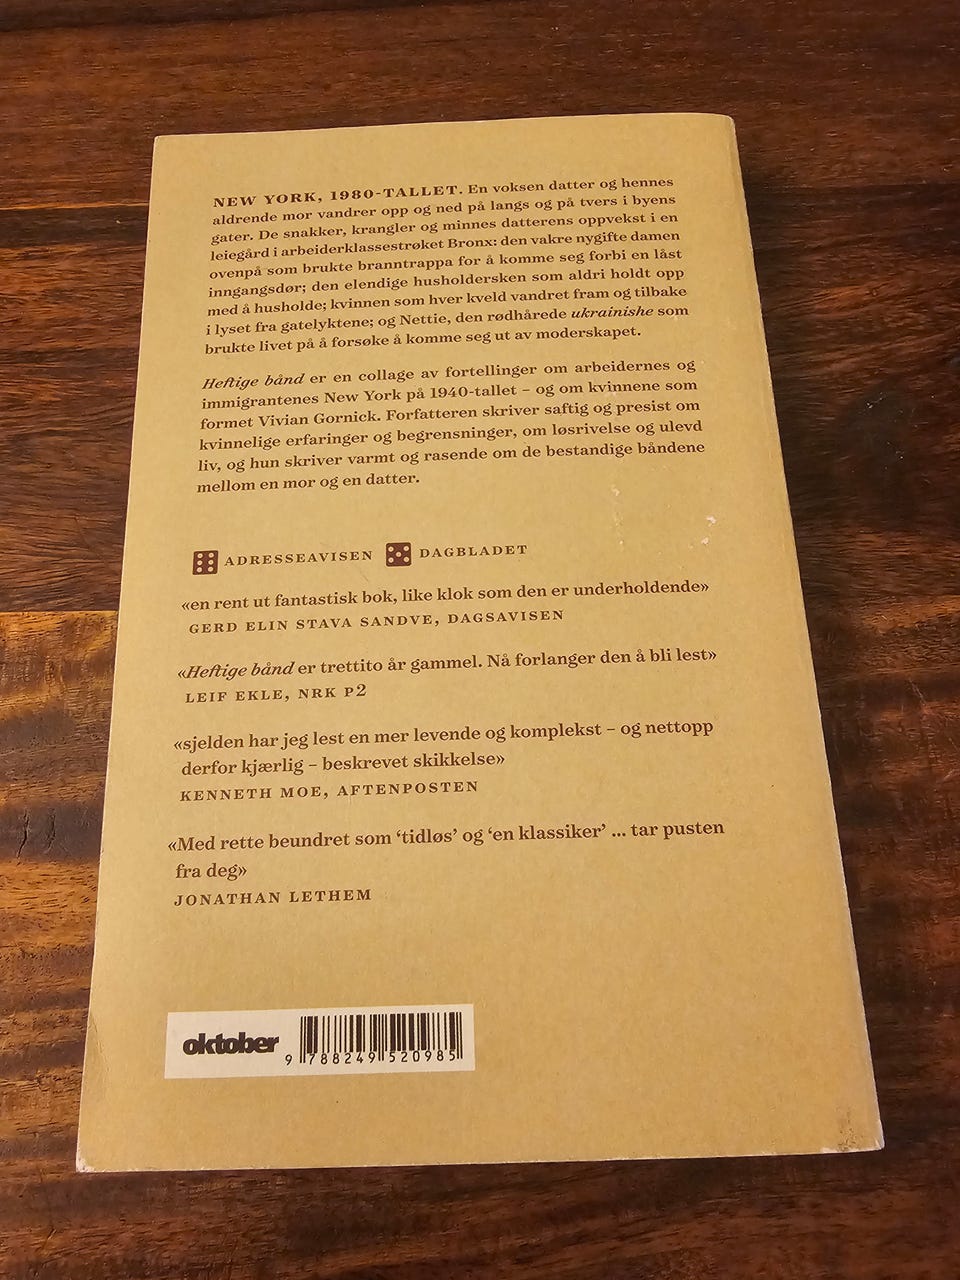 NEW YORK, 1980-TALLET. En voksen datter og hennes
aldrende mor vandrer opp og ned på langs og på tvers i byens
gater. De snakker, krangler og minnes datterens oppvekst i en
leiegård i arbeiderklassestrøket Bronx: den vakre nygifte damen
ovenpå som brukte branntrappa for å komme seg forbi en låst
inngangsdør; den elendige husholdersken som aldri holdt opp
med å husholde; kvinnen som hver kveld vandret fram og tilbake
i lyset fra gatelyktene; og Nettie, den rødhårede ukrainishe som
brukte livet på å forsøke å komme seg ut av moderskapet.
Heftige bånd er en collage av fortellinger om arbeidernes og
immigrantenes New York på 1940-tallet – og om kvinnene som
formet Vivian Gornick. Forfatteren skriver saftig og presist om
kvinnelige erfaringer og begrensninger, om løsrivelse og ulevd
liv, og hun skriver varmt og rasende om de bestandige båndene
mellom en mor og en datter.
ADRESSEAVISEN DAGBLADET
«en rent ut fantastisk bok, like klok som den er underholdende»
GERD ELIN STAVA SANDVE, DAGSAVISEN
«Heftige bånd er trettito år gammel. Nå forlanger den å bli lest»
LEIF EKLE, NRK P2
«sjelden har jeg lest en mer levende og komplekst – og nettopp
derfor kjærlig – beskrevet skikkelse»
KENNETH MOE, AFTENPOSTEN
«Med rette beundret som ‘tidløs’ og ‘en klassiker’ ... tar pusten
fra deg»
JONATHAN LETHEM
oktober 9 788249 520985